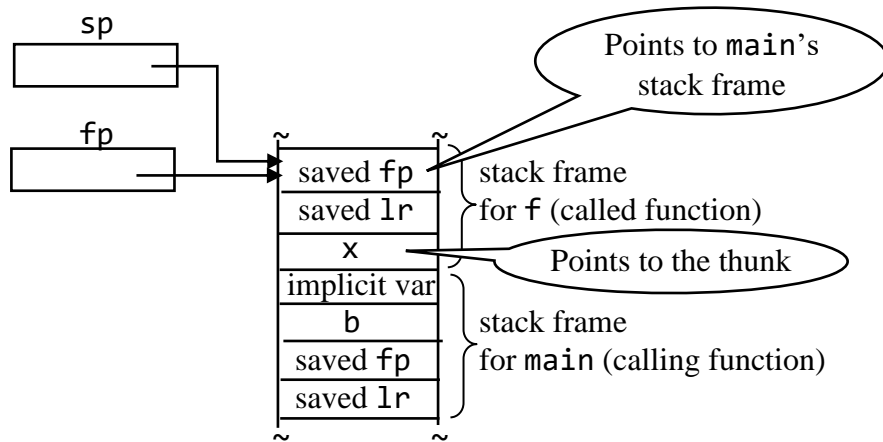 sp
fp
Points to main's
stack frame
~ ~
saved fp
saved lr
x
implicit var
b
saved fp
saved lr
~ ~
stack frame
for f (called function)
Points to the thunk
stack frame
for main (calling function)